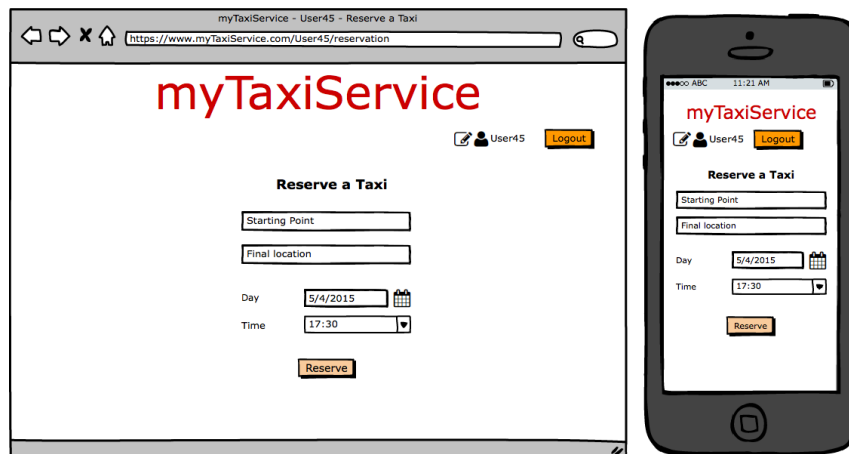 myTaxiService - User45 - Reserve a Taxi
https://www.myTaxiService.com/User45/reservation
myTaxiService
User45 Logout
Reserve a Taxi
Starting Point
Final location
Day 5/4/2015
Time 17:30
Reserve
ABC 11:21 AM
myTaxiService
User45 Logout
Reserve a Taxi
Starting Point
Final location
Day 5/4/2015
Time 17:30
Reserve